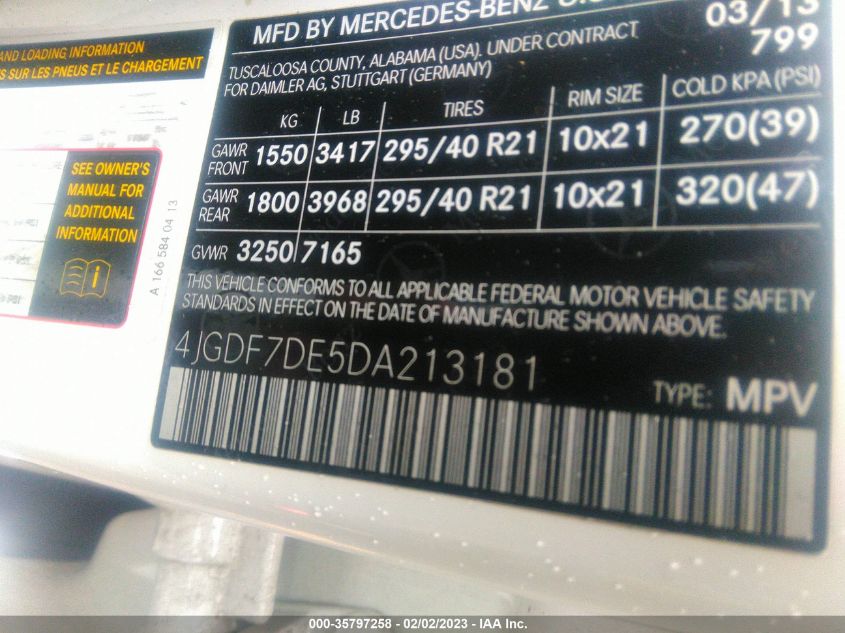 AND LOADING INFORMATION
SUR LES PNEUS ET LE CHARGEMENT
SEE OWNER'S
MANUAL FOR
ADDITIONAL
INFORMATION
A 166 584 04 13
MFD BY MERCEDES-BENZ
03/13
TUSCALOOSA COUNTY, ALABAMA (USA). UNDER CONTRACT 799
FOR DAIMLER AG, STUTTGART (GERMANY)
KG LB TIRES RIM SIZE COLD KPA (PSI)
GAWR FRONT 1550 3417 295/40 R21 10x21 270(39)
GAWR REAR 1800 3968 295/40 R21 10x21 320(47)
GVWR 3250 7165
THIS VEHICLE CONFORMS TO ALL APPLICABLE FEDERAL MOTOR VEHICLE SAFETY
STANDARDS IN EFFECT ON THE DATE OF MANUFACTURE SHOWN ABOVE.
4JGDF7DE5DA213181
TYPE: MPV
000-35797258 - 02/02/2023 - IAA Inc.